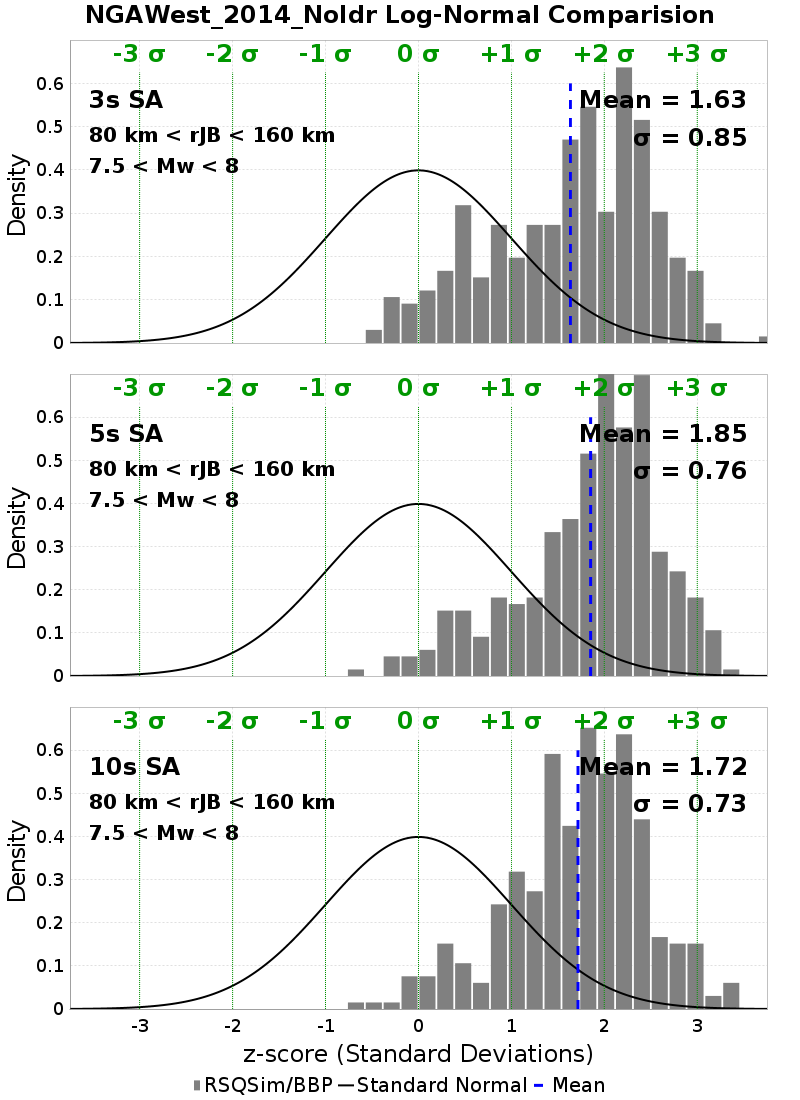 NGAWest_2014_NoIdr Log-Normal Comparision
-3 σ -2 σ -1 σ 0 σ +1 σ +2 σ +3 σ
3s SA
80 km < rJB < 160 km
7.5 < Mw < 8
Mean = 1.63
σ = 0.85
Density
0.6
0.5
0.4
0.3
0.2
0.1
0
-3 σ -2 σ -1 σ 0 σ +1 σ +2 σ +3 σ
5s SA
80 km < rJB < 160 km
7.5 < Mw < 8
Mean = 1.85
σ = 0.76
Density
0.6
0.5
0.4
0.3
0.2
0.1
0
-3 σ -2 σ -1 σ 0 σ +1 σ +2 σ +3 σ
10s SA
80 km < rJB < 160 km
7.5 < Mw < 8
Mean = 1.72
σ = 0.73
Density
0.6
0.5
0.4
0.3
0.2
0.1
0
-3 -2 -1 0 1 2 3
z-score (Standard Deviations)
RSQSim/BBP Standard Normal Mean